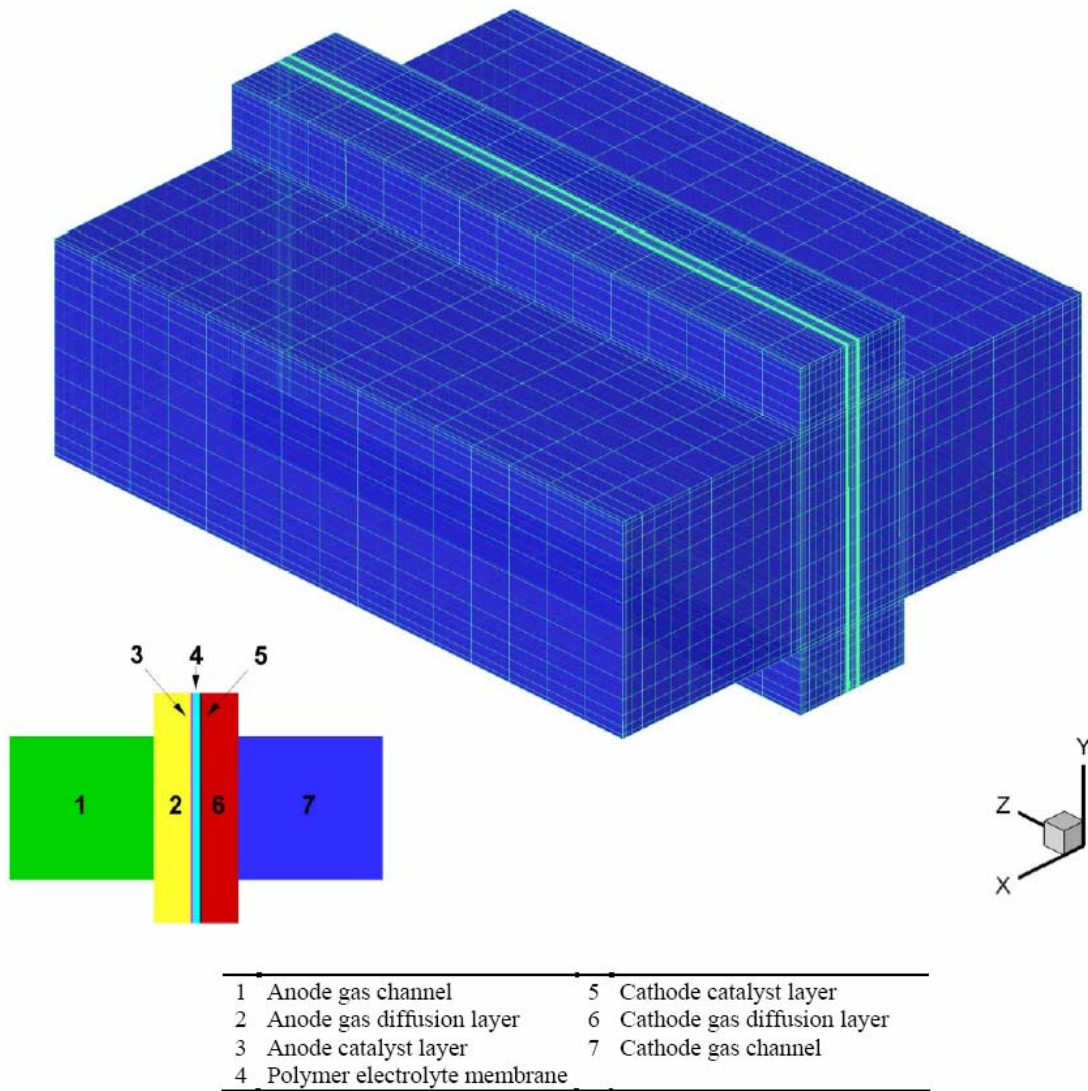 3 4 5
1 2 6 7
Y
Z
X
1 Anode gas channel 5 Cathode catalyst layer
2 Anode gas diffusion layer 6 Cathode gas diffusion layer
3 Anode catalyst layer 7 Cathode gas channel
4 Polymer electrolyte membrane